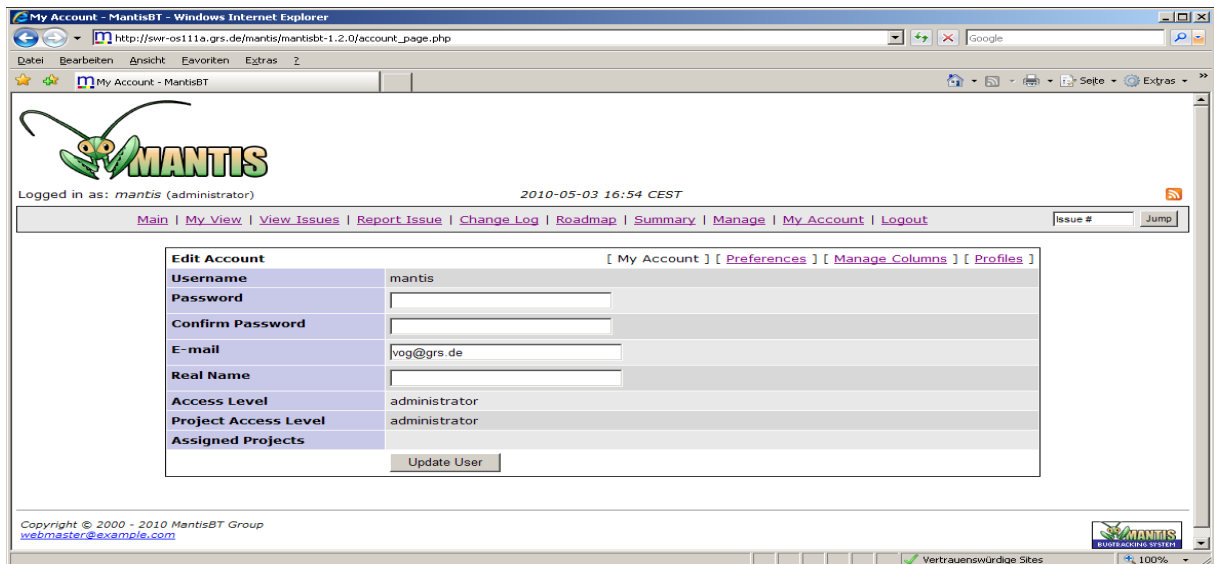 My Account - MantisBT - Windows Internet Explorer
http://swr-os111a.grs.de/mantis/mantisbt-1.2.0/account_page.php
Google
Datei Bearbeiten Ansicht Favoriten Extras ?
My Account - MantisBT
Seite Extras
MANTIS
Logged in as: mantis (administrator) 2010-05-03 16:54 CEST
Main | My View | View Issues | Report Issue | Change Log | Roadmap | Summary | Manage | My Account | Logout Issue # Jump
Edit Account [ My Account ] [ Preferences ] [ Manage Columns ] [ Profiles ]
Username mantis
Password
Confirm Password
E-mail vog@grs.de
Real Name
Access Level administrator
Project Access Level administrator
Assigned Projects
Update User
Copyright © 2000 - 2010 MantisBT Group
webmaster@example.com
MANTIS
BUGTRACKING SYSTEM
Vertrauenswürdige Sites 100%